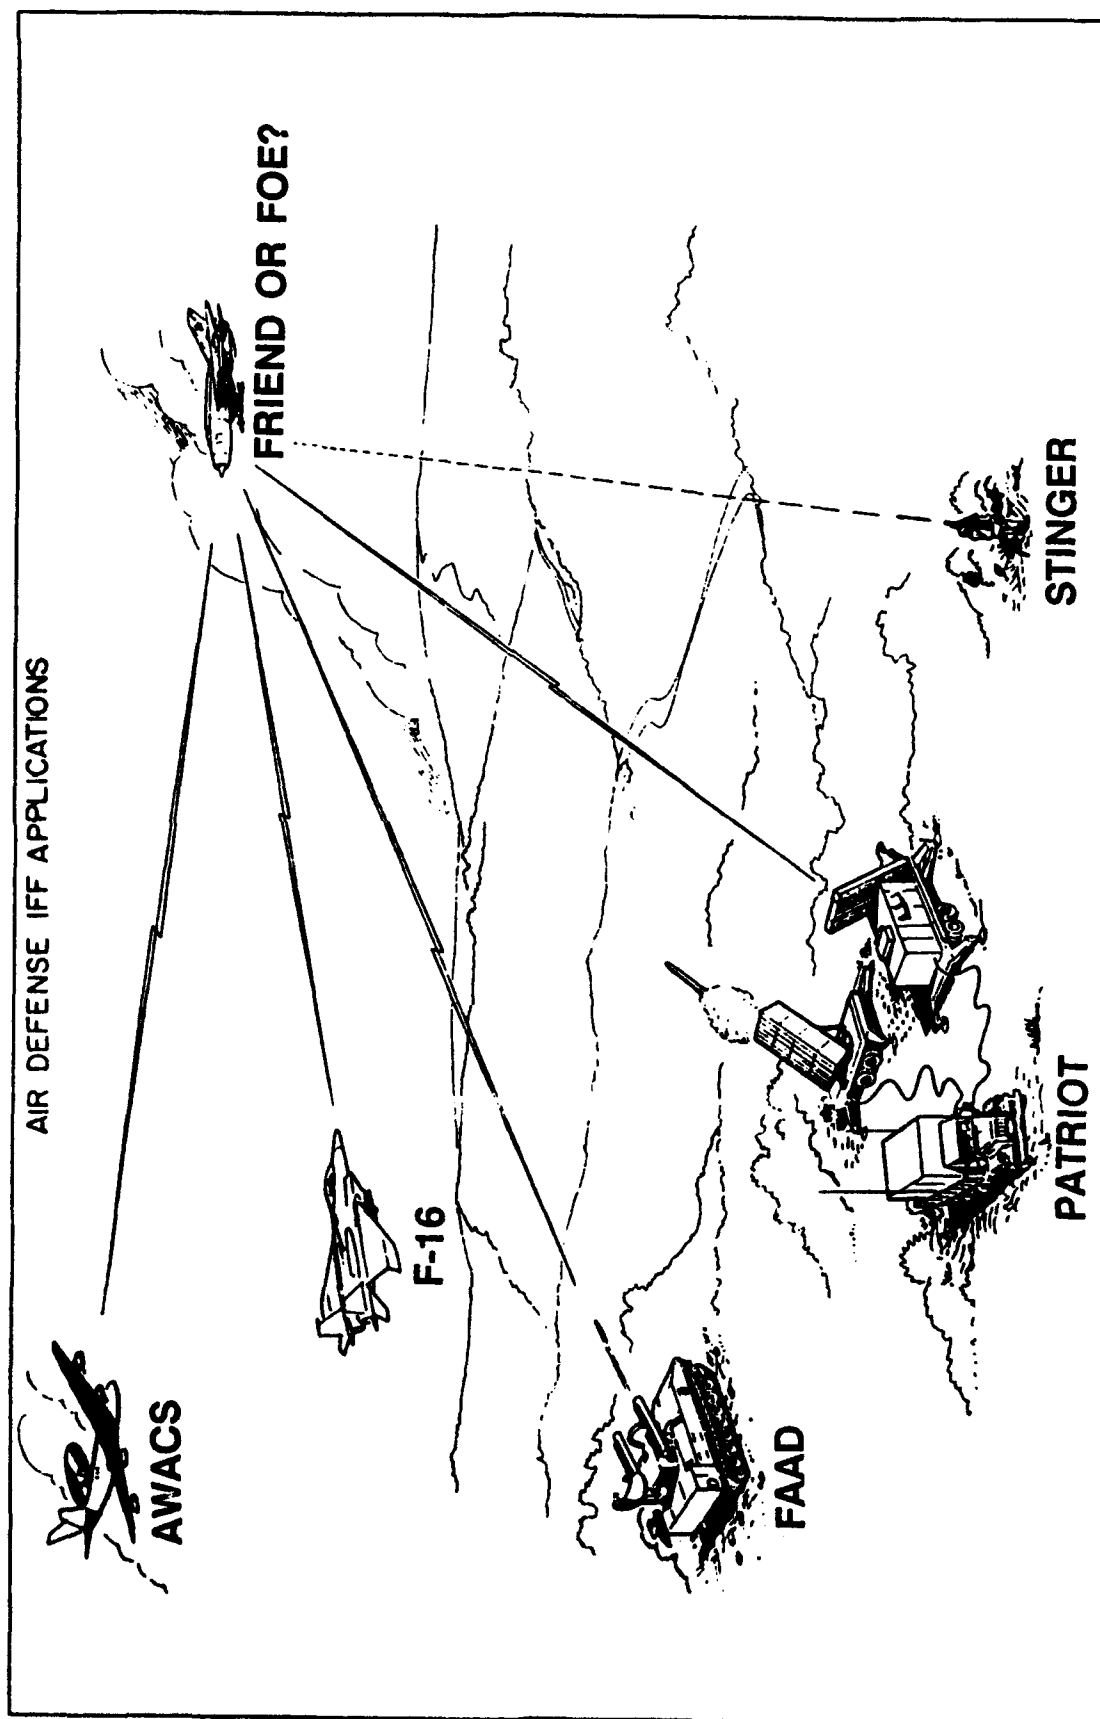 AIR DEFENSE IFF APPLICATIONS
AWACS
FRIEND OR FOE?
F-16
FAAD
PATRIOT
STINGER